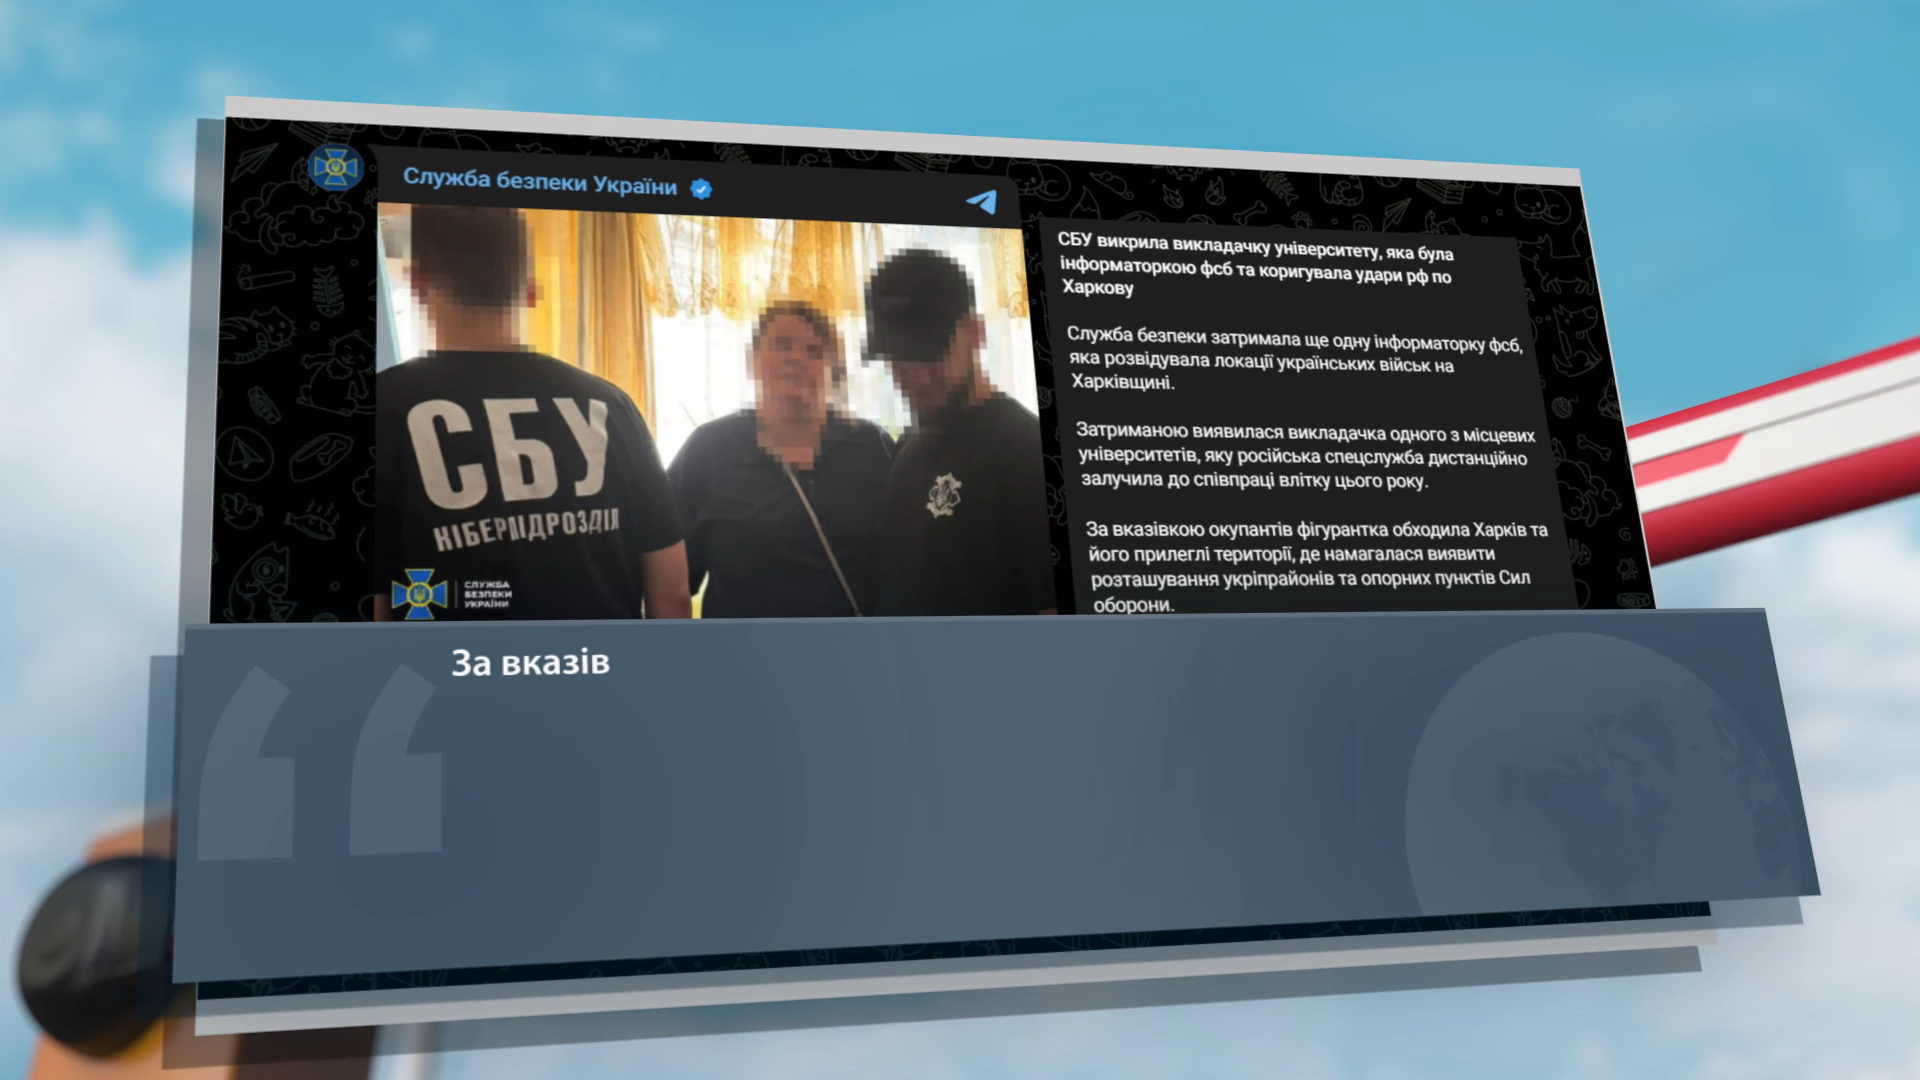 Служба безпеки України
СБУ
КІБЕРПІДРОЗДІЛ
СЛУЖБА
БЕЗПЕКИ
УКРАЇНИ
СБУ викрила викладачку університету, яка була
інформаторкою фсб та коригувала удари рф по
Харкову
Служба безпеки затримала ще одну інформаторку фсб,
яка розвідувала локації українських військ на
Харківщині.
Затриманою виявилася викладачка одного з місцевих
університетів, яку російська спецслужба дистанційно
залучила до співпраці влітку цього року.
За вказівкою окупантів фігурантка обходила Харків та
його прилеглі території, де намагалася виявити
розташування укріпрайонів та опорних пунктів Сил
оборони.
За вказів